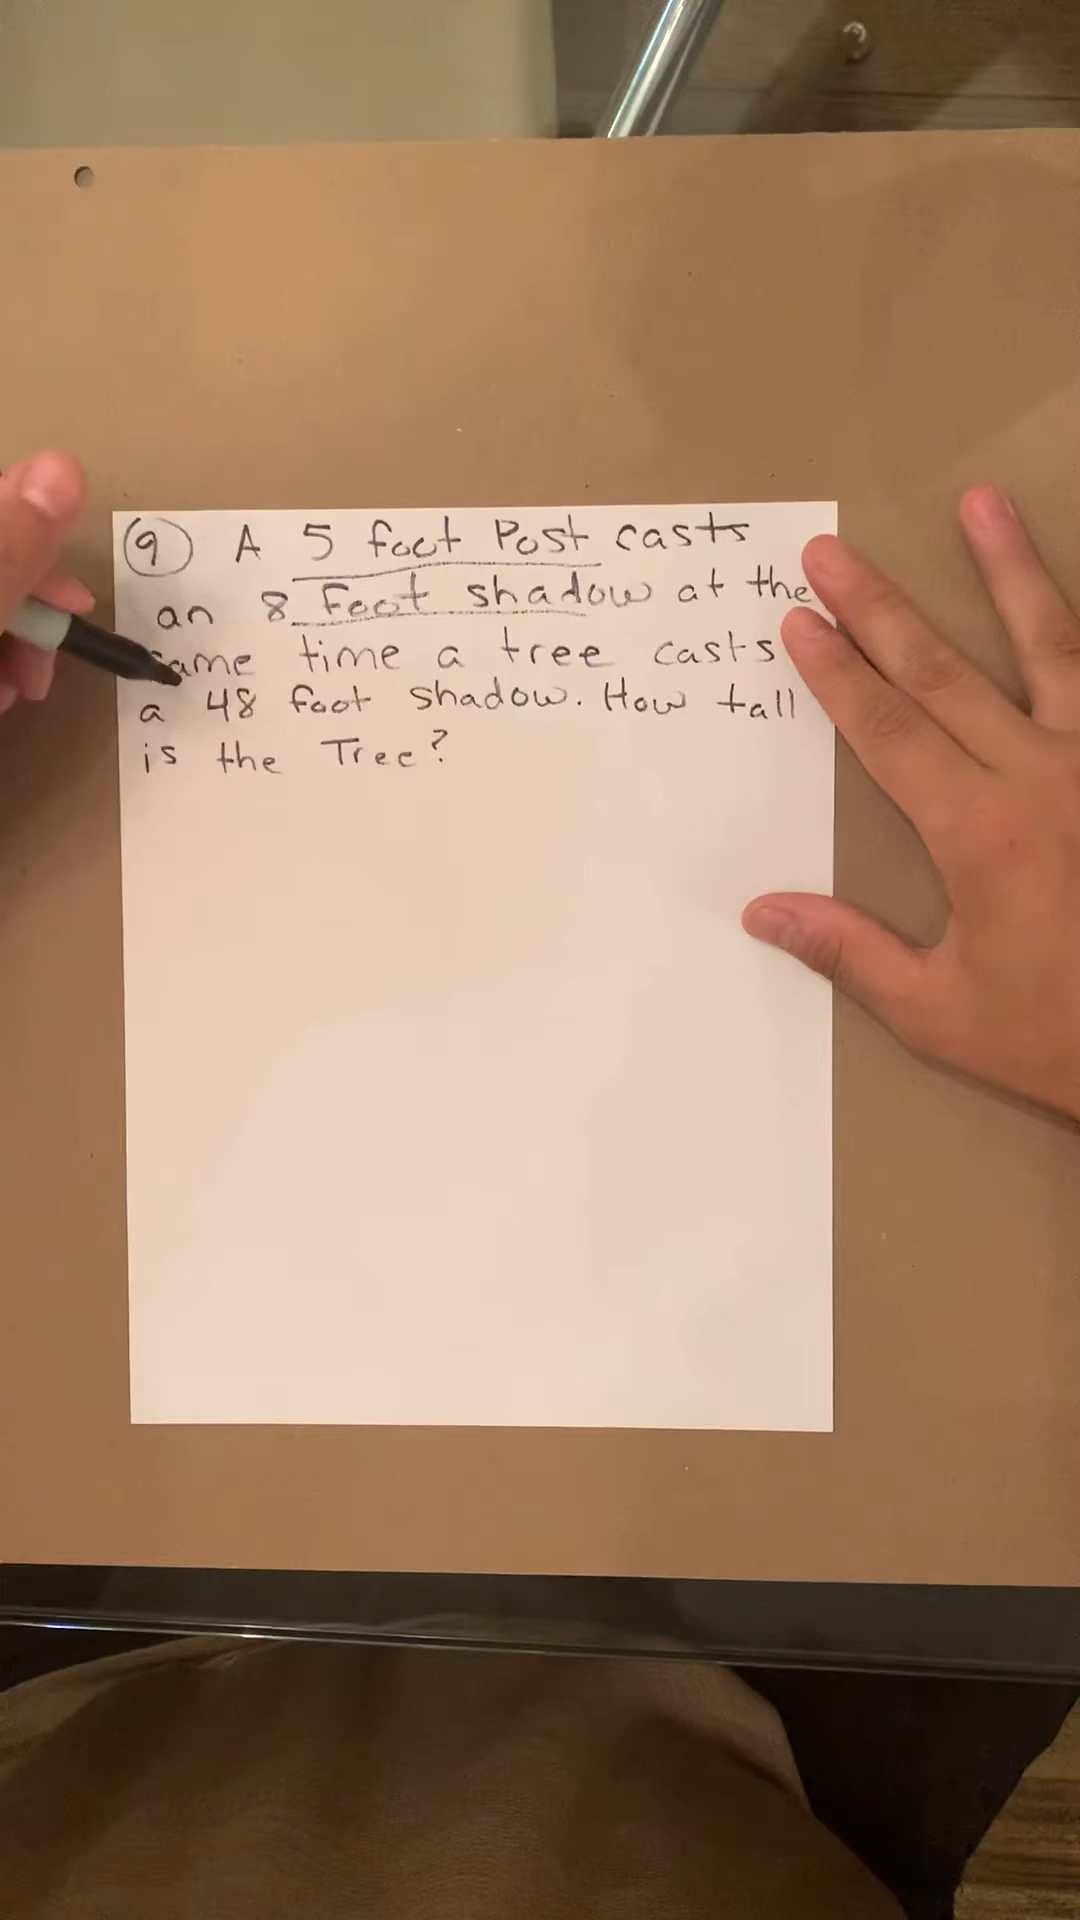 9 A 5 foot Post casts
an 8 Foot shadow at the
same time a tree casts
a 48 foot shadow. How tall
is the Tree?